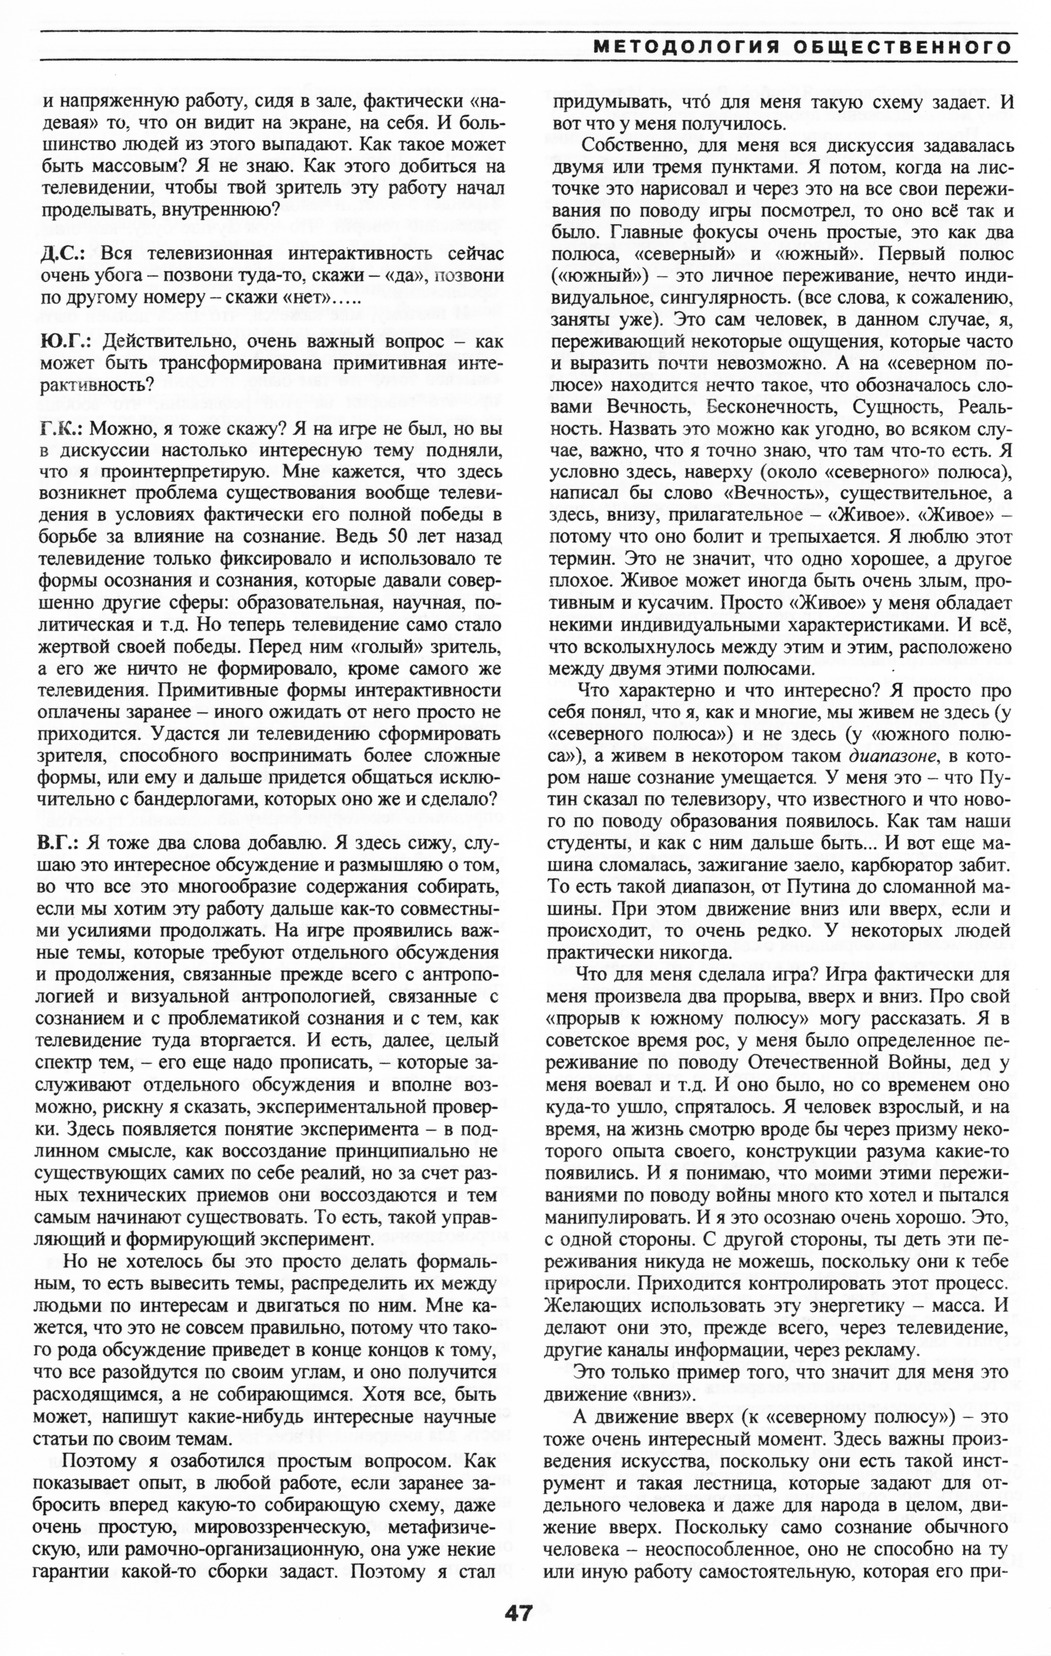 МЕТОДОЛОГИЯ ОБЩЕСТВЕННОГО
и напряженную работу, сидя в зале, фактически «на-
девая» то, что он видит на экране, на себя. И боль-
шинство людей из этого выпадают. Как такое может
быть массовым? Я не знаю. Как этого добиться на
телевидении, чтобы твой зритель эту работу начал
проделывать, внутреннюю?
Д.С.: Вся телевизионная интерактивность сейчас
очень убога – позвони туда-то, скажи – «да», позвони
по другому номеру – скажи «нет»…..
Ю.Г.: Действительно, очень важный вопрос – как
может быть трансформирована примитивная инте-
рактивность?
Г.К.: Можно, я тоже скажу? Я на игре не был, но вы
в дискуссии настолько интересную тему подняли,
что я проинтерпретирую. Мне кажется, что здесь
возникнет проблема существования вообще телеви-
дения в условиях фактически его полной победы в
борьбе за влияние на сознание. Ведь 50 лет назад
телевидение только фиксировало и использовало те
формы осознания и сознания, которые давали совер-
шенно другие сферы: образовательная, научная, по-
литическая и т.д. Но теперь телевидение само стало
жертвой своей победы. Перед ним «голый» зритель,
а его же ничто не формировало, кроме самого же
телевидения. Примитивные формы интерактивности
оплачены заранее – иного ожидать от него просто не
приходится. Удастся ли телевидению сформировать
зрителя, способного воспринимать более сложные
формы, или ему и дальше придется общаться исклю-
чительно с бандерлогами, которых оно же и сделало?
В.Г.: Я тоже два слова добавлю. Я здесь сижу, слу-
шаю это интересное обсуждение и размышляю о том,
во что все это многообразие содержания собирать,
если мы хотим эту работу дальше как-то совместны-
ми усилиями продолжать. На игре проявились важ-
ные темы, которые требуют отдельного обсуждения
и продолжения, связанные прежде всего с антропо-
логией и визуальной антропологией, связанные с
сознанием и с проблематикой сознания и с тем, как
телевидение туда вторгается. И есть, далее, целый
спектр тем, – его еще надо прописать, – которые за-
служивают отдельного обсуждения и вполне воз-
можно, рискну я сказать, экспериментальной провер-
ки. Здесь появляется понятие эксперимента – в под-
линном смысле, как воссоздание принципиально не
существующих самих по себе реалий, но за счет раз-
ных технических приемов они воссоздаются и тем
самым начинают существовать. То есть, такой управ-
ляющий и формирующий эксперимент.
Но не хотелось бы это просто делать формаль-
ным, то есть вывесить темы, распределить их между
людьми по интересам и двигаться по ним. Мне ка-
жется, что это не совсем правильно, потому что тако-
го рода обсуждение приведет в конце концов к тому,
что все разойдутся по своим углам, и оно получится
расходящимся, а не собирающимся. Хотя все, быть
может, напишут какие-нибудь интересные научные
статьи по своим темам.
Поэтому я озаботился простым вопросом. Как
показывает опыт, в любой работе, если заранее за-
бросить вперед какую-то собирающую схему, даже
очень простую, мировоззренческую, метафизиче-
скую, или рамочно-организационную, она уже некие
гарантии какой-то сборки задаст. Поэтому я стал
придумывать, что́ для меня такую схему задает. И
вот что у меня получилось.
Собственно, для меня вся дискуссия задавалась
двумя или тремя пунктами. Я потом, когда на лис-
точке это нарисовал и через это на все свои пережи-
вания по поводу игры посмотрел, то оно всё так и
было. Главные фокусы очень простые, это как два
полюса, «северный» и «южный». Первый полюс
(«южный») – это личное переживание, нечто инди-
видуальное, сингулярность. (все слова, к сожалению,
заняты уже). Это сам человек, в данном случае, я,
переживающий некоторые ощущения, которые часто
и выразить почти невозможно. А на «северном по-
люсе» находится нечто такое, что обозначалось сло-
вами Вечность, Бесконечность, Сущность, Реаль-
ность. Назвать это можно как угодно, во всяком слу-
чае, важно, что я точно знаю, что там что-то есть. Я
условно здесь, наверху (около «северного» полюса),
написал бы слово «Вечность», существительное, а
здесь, внизу, прилагательное – «Живое». «Живое» –
потому что оно болит и трепыхается. Я люблю этот
термин. Это не значит, что одно хорошее, а другое
плохое. Живое может иногда быть очень злым, про-
тивным и кусачим. Просто «Живое» у меня обладает
некими индивидуальными характеристиками. И всё,
что всколыхнулось между этим и этим, расположено
между двумя этими полюсами.
Что характерно и что интересно? Я просто про
себя понял, что я, как и многие, мы живем не здесь (у
«северного полюса») и не здесь (у «южного полю-
са»), а живем в некотором таком диапазоне, в кото-
ром наше сознание умещается. У меня это – что Пу-
тин сказал по телевизору, что известного и что ново-
го по поводу образования появилось. Как там наши
студенты, и как с ним дальше быть... И вот еще ма-
шина сломалась, зажигание заело, карбюратор забит.
То есть такой диапазон, от Путина до сломанной ма-
шины. При этом движение вниз или вверх, если и
происходит, то очень редко. У некоторых людей
практически никогда.
Что для меня сделала игра? Игра фактически для
меня произвела два прорыва, вверх и вниз. Про свой
«прорыв к южному полюсу» могу рассказать. Я в
советское время рос, у меня было определенное пе-
реживание по поводу Отечественной Войны, дед у
меня воевал и т.д. И оно было, но со временем оно
куда-то ушло, спряталось. Я человек взрослый, и на
время, на жизнь смотрю вроде бы через призму неко-
торого опыта своего, конструкции разума какие-то
появились. И я понимаю, что моими этими пережи-
ваниями по поводу войны много кто хотел и пытался
манипулировать. И я это осознаю очень хорошо. Это,
с одной стороны. С другой стороны, ты деть эти пе-
реживания никуда не можешь, поскольку они к тебе
приросли. Приходится контролировать этот процесс.
Желающих использовать эту энергетику – масса. И
делают они это, прежде всего, через телевидение,
другие каналы информации, через рекламу.
Это только пример того, что значит для меня это
движение «вниз».
А движение вверх (к «северному полюсу») – это
тоже очень интересный момент. Здесь важны произ-
ведения искусства, поскольку они есть такой инст-
румент и такая лестница, которые задают для от-
дельного человека и даже для народа в целом, дви-
жение вверх. Поскольку само сознание обычного
человека – неоспособленное, оно не способно на ту
или иную работу самостоятельную, которая его при-
47